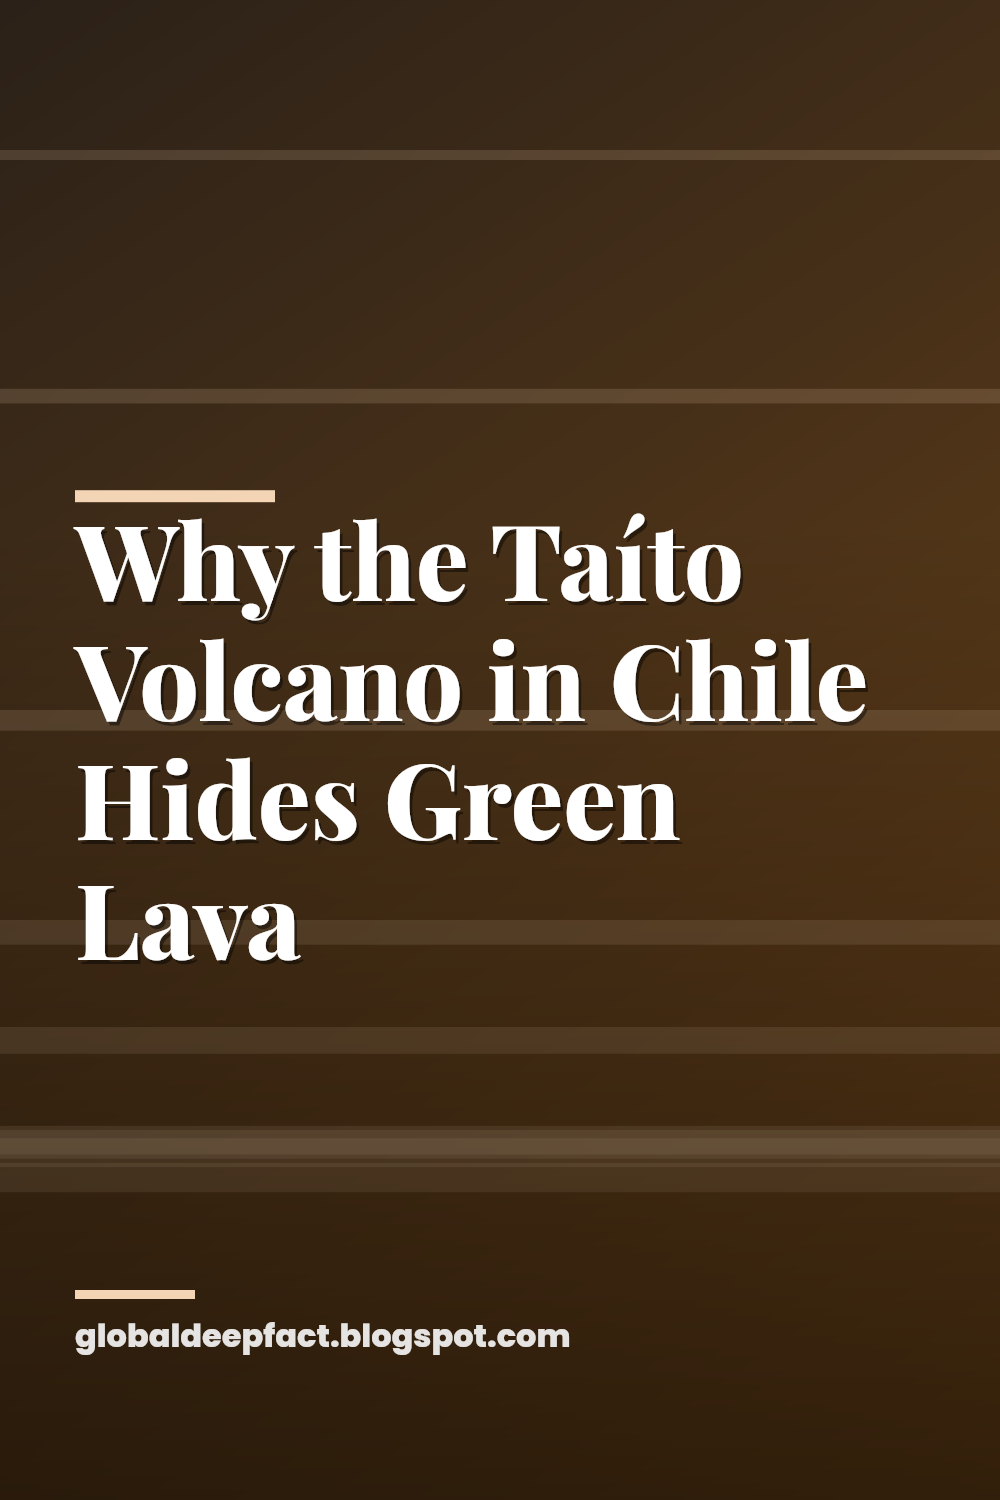 Why the Taíto
Volcano in Chile
Hides Green
Lava
globaldeepfact.blogspot.com